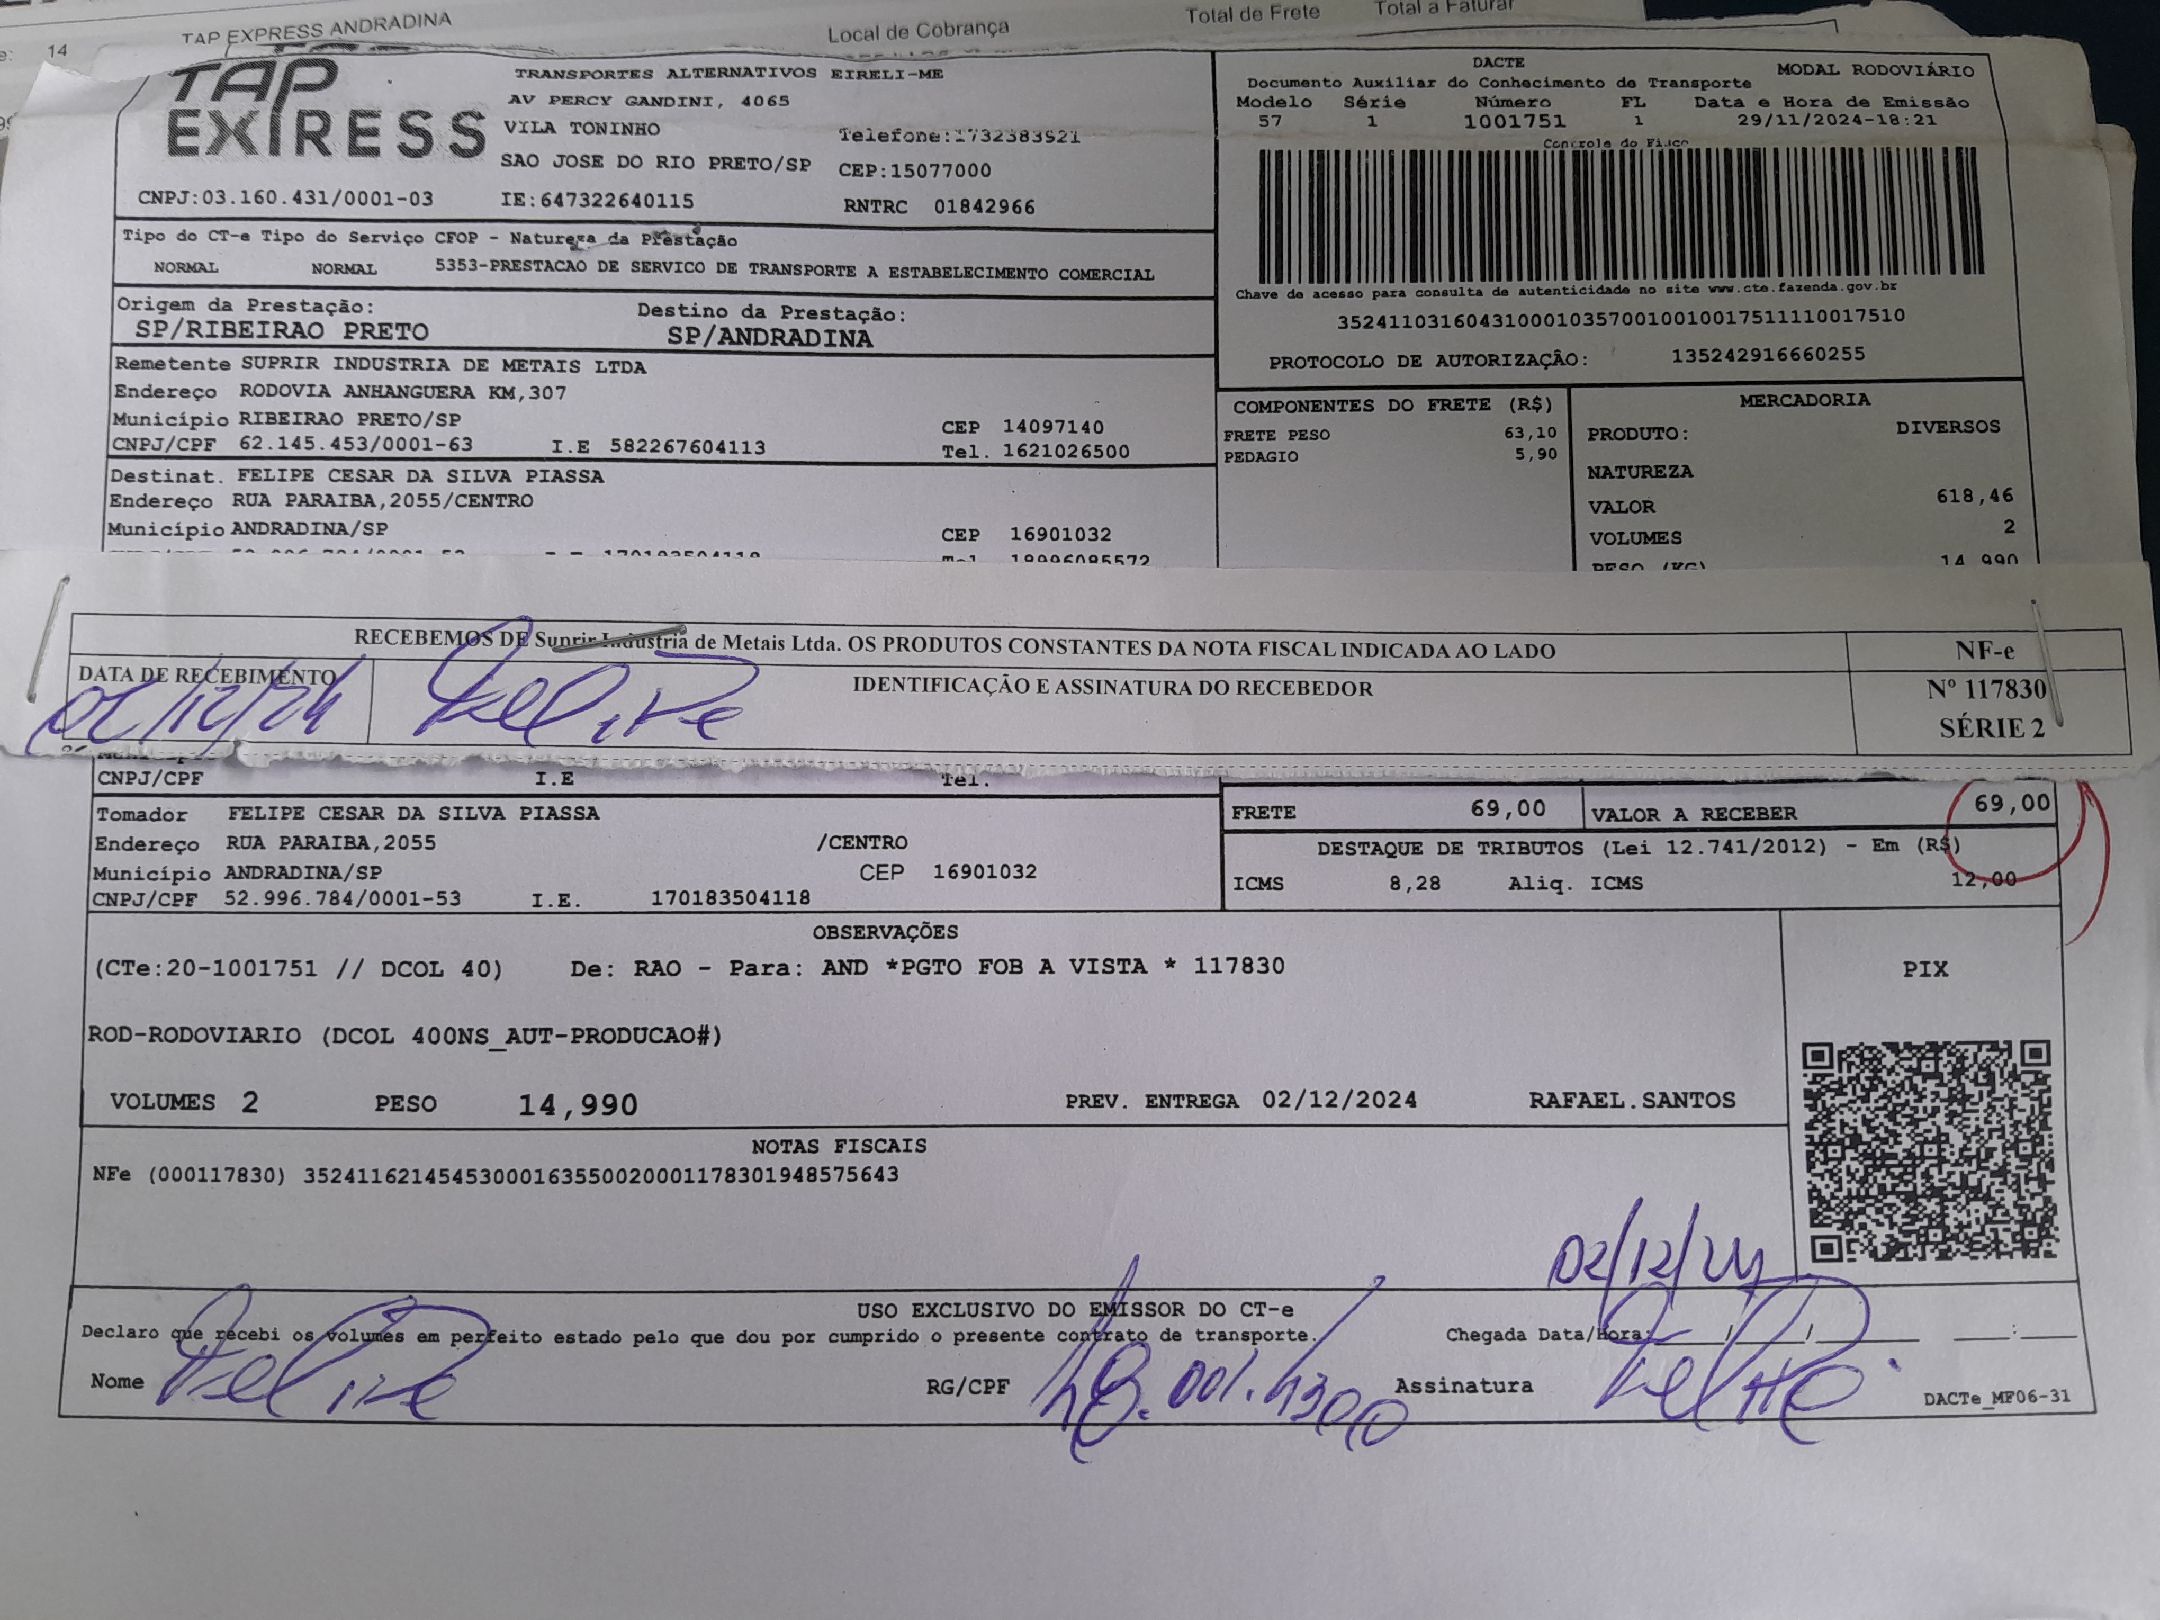 TAP EXPRESS ANDRADINA Local de Cobrança Total de Frete Total a Faturar
14
TAP
EXPRESS
TRANSPORTES ALTERNATIVOS EIRELI-ME
AV PERCY GANDINI, 4065
VILA TONINHO Telefone:1732383921
SAO JOSE DO RIO PRETO/SP CEP:15077000
CNPJ:03.160.431/0001-03 IE:647322640115 RNTRC 01842966
DACTE
Documento Auxiliar do Conhecimento de Transporte MODAL RODOVIÁRIO
Modelo Série Número FL Data e Hora de Emissão
57 1 1001751 1 29/11/2024-18:21
Controle do Fisco
Chave de acesso para consulta de autenticidade no site www.cte.fazenda.gov.br
35241103160431000103570010010017511110017510
PROTOCOLO DE AUTORIZAÇÃO: 135242916660255
Tipo do CT-e Tipo do Serviço CFOP - Natureza da Prestação
NORMAL NORMAL 5353-PRESTACAO DE SERVICO DE TRANSPORTE A ESTABELECIMENTO COMERCIAL
Origem da Prestação: Destino da Prestação:
SP/RIBEIRAO PRETO SP/ANDRADINA
Remetente SUPRIR INDUSTRIA DE METAIS LTDA
Endereço RODOVIA ANHANGUERA KM,307
Município RIBEIRAO PRETO/SP CEP 14097140
CNPJ/CPF 62.145.453/0001-63 I.E 582267604113 Tel. 1621026500
Destinat. FELIPE CESAR DA SILVA PIASSA
Endereço RUA PARAIBA,2055/CENTRO
Município ANDRADINA/SP CEP 16901032
Tel 18996085572
COMPONENTES DO FRETE (R$)
FRETE PESO 63,10
PEDAGIO 5,90
MERCADORIA
PRODUTO: DIVERSOS
NATUREZA
VALOR 618,46
VOLUMES 2
PESO (KG) 14,990
RECEBEMOS DE Suprir Industria de Metais Ltda. OS PRODUTOS CONSTANTES DA NOTA FISCAL INDICADA AO LADO
NF-e
Nº 117830
SÉRIE 2
DATA DE RECEBIMENTO IDENTIFICAÇÃO E ASSINATURA DO RECEBEDOR
02/12/24 Felipe
CNPJ/CPF I.E Tel.
Tomador FELIPE CESAR DA SILVA PIASSA
Endereço RUA PARAIBA,2055 /CENTRO
Município ANDRADINA/SP CEP 16901032
CNPJ/CPF 52.996.784/0001-53 I.E. 170183504118
FRETE 69,00 VALOR A RECEBER 69,00
DESTAQUE DE TRIBUTOS (Lei 12.741/2012) - Em (R$)
ICMS 8,28 Aliq. ICMS 12,00
OBSERVAÇÕES
(CTe:20-1001751 // DCOL 40) De: RAO - Para: AND *PGTO FOB A VISTA * 117830
ROD-RODOVIARIO (DCOL 400NS_AUT-PRODUCAO#)
VOLUMES 2 PESO 14,990 PREV. ENTREGA 02/12/2024 RAFAEL.SANTOS
PIX
NOTAS FISCAIS
NFe (000117830) 35241162145453000163550020001178301948575643
02/12/24
USO EXCLUSIVO DO EMISSOR DO CT-e
Declaro que recebi os volumes em perfeito estado pelo que dou por cumprido o presente contrato de transporte. Chegada Data/Hora: / / :
Nome Felipe RG/CPF Assinatura Felipe
DACTe_MF06-31